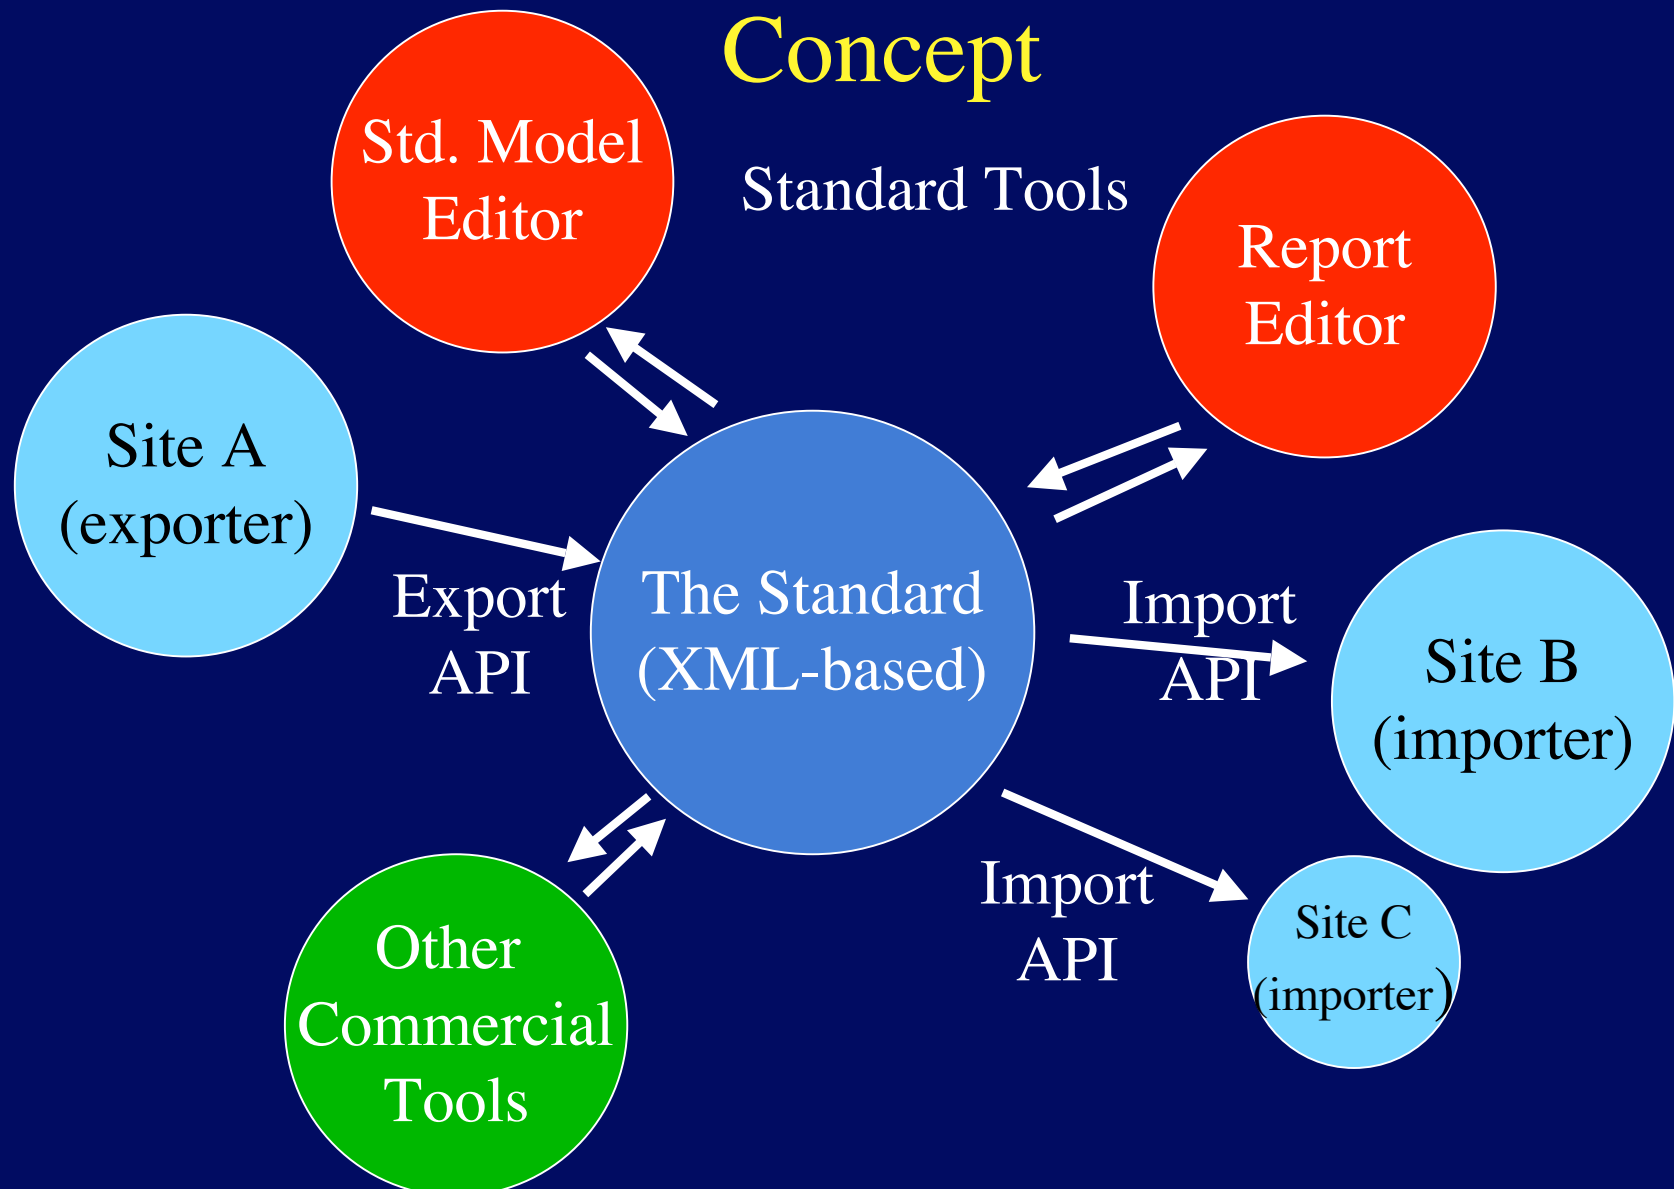 Concept
Std. Model
Editor
Standard Tools
Report
Editor
Site A
(exporter)
Export
API
The Standard
(XML-based)
Import
API
Site B
(importer)
Import
API
Site C
(importer)
Other
Commercial
Tools